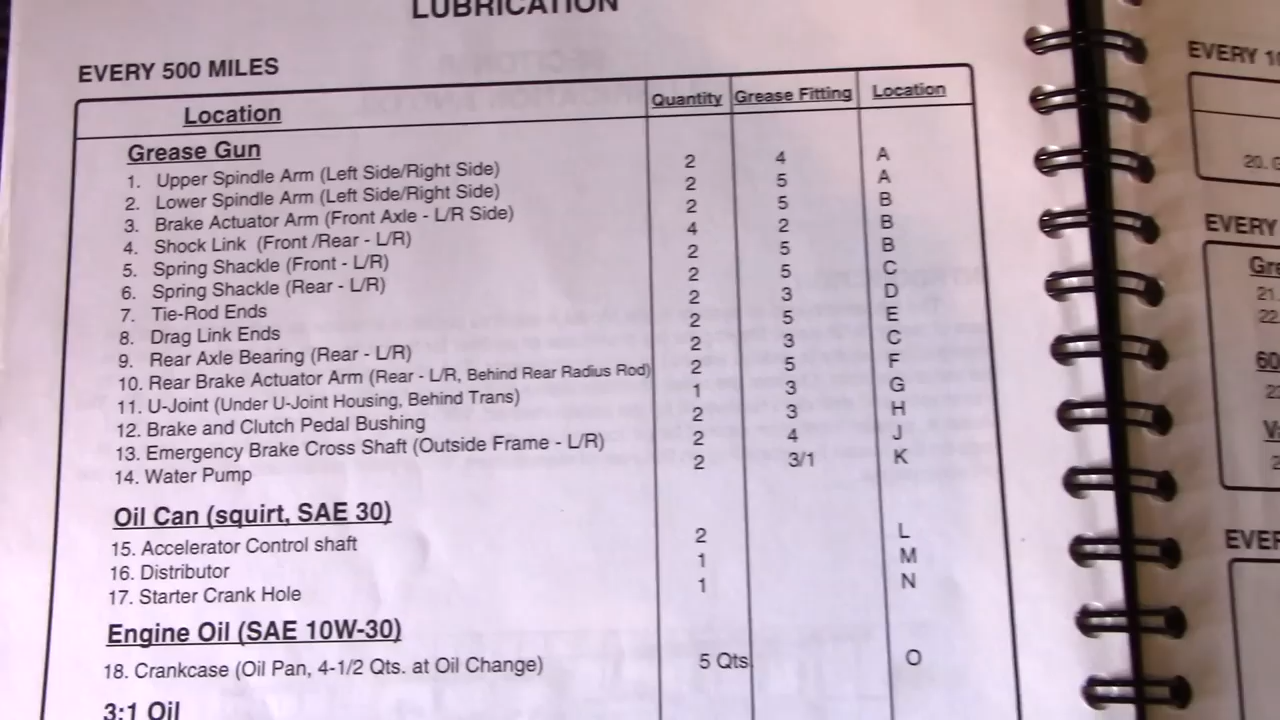 LUBRICATION
EVERY 500 MILES
Location Quantity Grease Fitting Location
Grease Gun
1. Upper Spindle Arm (Left Side/Right Side) 2 4 A
2. Lower Spindle Arm (Left Side/Right Side) 2 5 A
3. Brake Actuator Arm (Front Axle - L/R Side) 2 5 B
4. Shock Link (Front /Rear - L/R) 4 2 B
5. Spring Shackle (Front - L/R) 2 5 B
6. Spring Shackle (Rear - L/R) 2 5 C
7. Tie-Rod Ends 2 3 D
8. Drag Link Ends 2 5 E
9. Rear Axle Bearing (Rear - L/R) 2 3 C
10. Rear Brake Actuator Arm (Rear - L/R, Behind Rear Radius Rod) 2 5 F
11. U-Joint (Under U-Joint Housing, Behind Trans) 1 3 G
12. Brake and Clutch Pedal Bushing 2 3 H
13. Emergency Brake Cross Shaft (Outside Frame - L/R) 2 4 J
14. Water Pump 2 3/1 K
Oil Can (squirt, SAE 30)
15. Accelerator Control shaft 2 L
16. Distributor 1 M
17. Starter Crank Hole 1 N
Engine Oil (SAE 10W-30)
18. Crankcase (Oil Pan, 4-1/2 Qts. at Oil Change) 5 Qts O
3:1 Oil
EVERY
20.
EVERY
21.
22
60
EVER